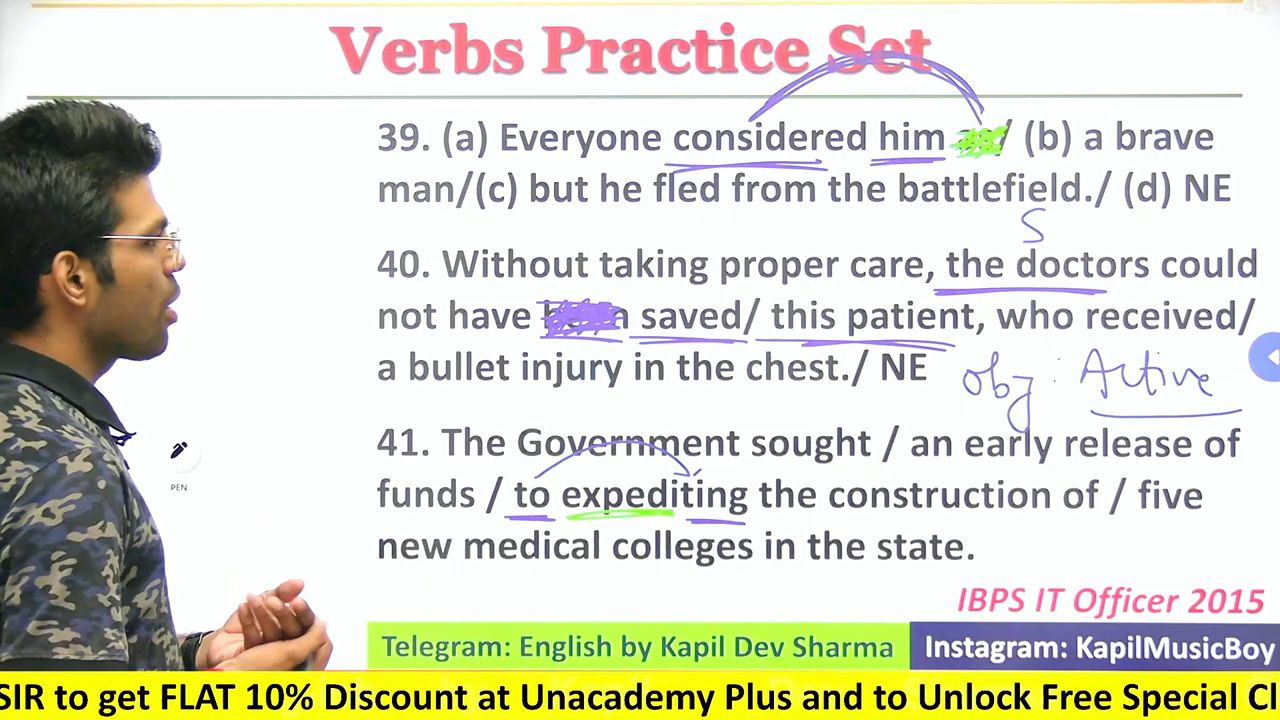 Verbs Practice Set
39. (a) Everyone considered him / (b) a brave
man/(c) but he fled from the battlefield./ (d) NE
S
40. Without taking proper care, the doctors could
not have saved/ this patient, who received/
a bullet injury in the chest./ NE
obj. Active
41. The Government sought / an early release of
funds / to expediting the construction of / five
new medical colleges in the state.
PEN
IBPS IT Officer 2015
Telegram: English by Kapil Dev Sharma
Instagram: KapilMusicBoy
SIR to get FLAT 10% Discount at Unacademy Plus and to Unlock Free Special Cl